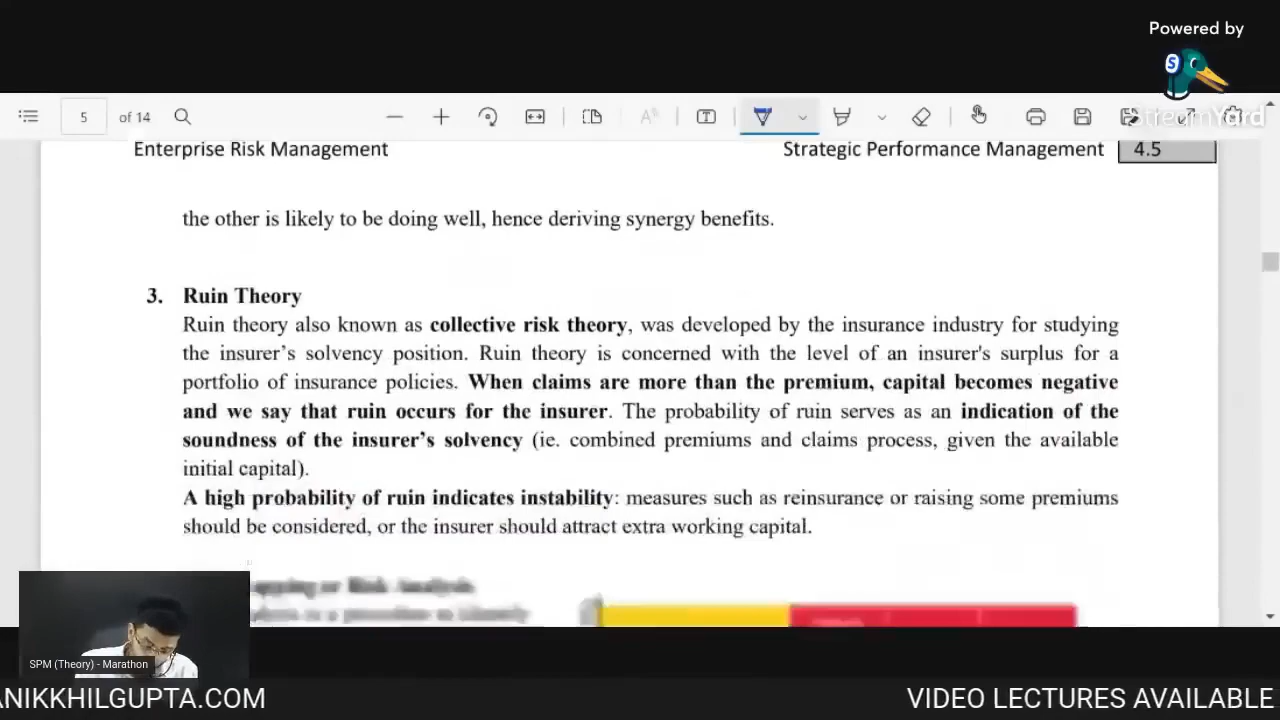 Powered by
S
StreamYard
5 of 14
Enterprise Risk Management Strategic Performance Management 4.5
the other is likely to be doing well, hence deriving synergy benefits.
3. Ruin Theory
Ruin theory also known as collective risk theory, was developed by the insurance industry for studying
the insurer's solvency position. Ruin theory is concerned with the level of an insurer's surplus for a
portfolio of insurance policies. When claims are more than the premium, capital becomes negative
and we say that ruin occurs for the insurer. The probability of ruin serves as an indication of the
soundness of the insurer's solvency (ie. combined premiums and claims process, given the available
initial capital).
A high probability of ruin indicates instability: measures such as reinsurance or raising some premiums
should be considered, or the insurer should attract extra working capital.
or Risk Analysis
SPM (Theory) - Marathon
ANIKKHILGUPTA.COM VIDEO LECTURES AVAILABLE